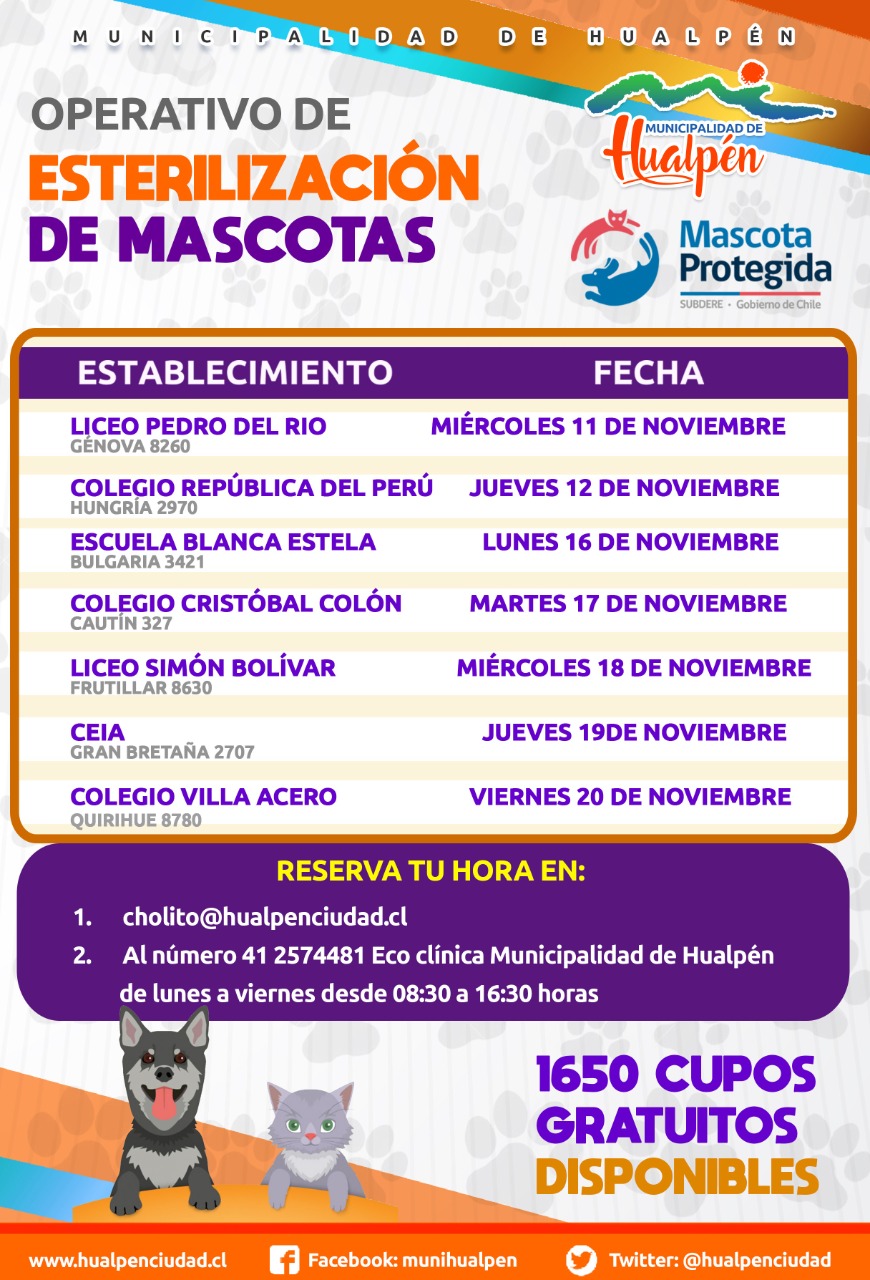 MUNICIPALIDAD DE HUALPÉN
OPERATIVO DE
ESTERILIZACIÓN
DE MASCOTAS
MUNICIPALIDAD DE
Hualpén
Mascota
Protegida
SUBDERE • Gobierno de Chile
ESTABLECIMIENTO FECHA
LICEO PEDRO DEL RIO MIÉRCOLES 11 DE NOVIEMBRE
GÉNOVA 8260
COLEGIO REPÚBLICA DEL PERÚ JUEVES 12 DE NOVIEMBRE
HUNGRÍA 2970
ESCUELA BLANCA ESTELA LUNES 16 DE NOVIEMBRE
BULGARIA 3421
COLEGIO CRISTÓBAL COLÓN MARTES 17 DE NOVIEMBRE
CAUTÍN 327
LICEO SIMÓN BOLÍVAR MIÉRCOLES 18 DE NOVIEMBRE
FRUTILLAR 8630
CEIA JUEVES 19DE NOVIEMBRE
GRAN BRETAÑA 2707
COLEGIO VILLA ACERO VIERNES 20 DE NOVIEMBRE
QUIRIHUE 8780
RESERVA TU HORA EN:
1. cholito@hualpenciudad.cl
2. Al número 41 2574481 Eco clínica Municipalidad de Hualpén
de lunes a viernes desde 08:30 a 16:30 horas
1650 CUPOS
GRATUITOS
DISPONIBLES
www.hualpenciudad.cl Facebook: munihualpen Twitter: @hualpenciudad